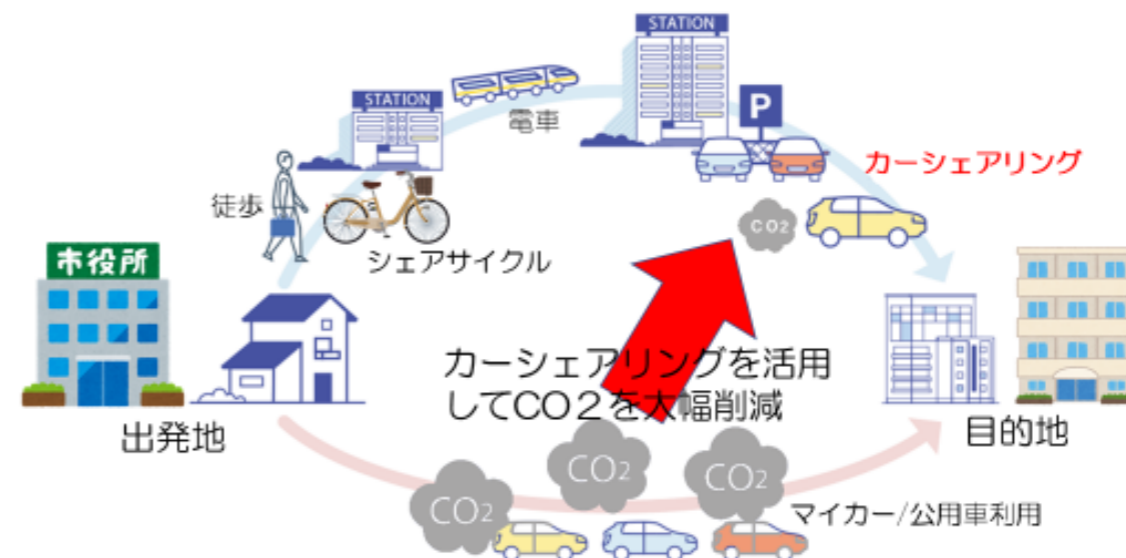 STATION
STATION
電車
P
カーシェアリング
徒歩
CO2
シェアサイクル
市役所
カーシェアリングを活用
してCO2を大幅削減
出発地
目的地
CO2
CO2
CO2
マイカー/公用車利用